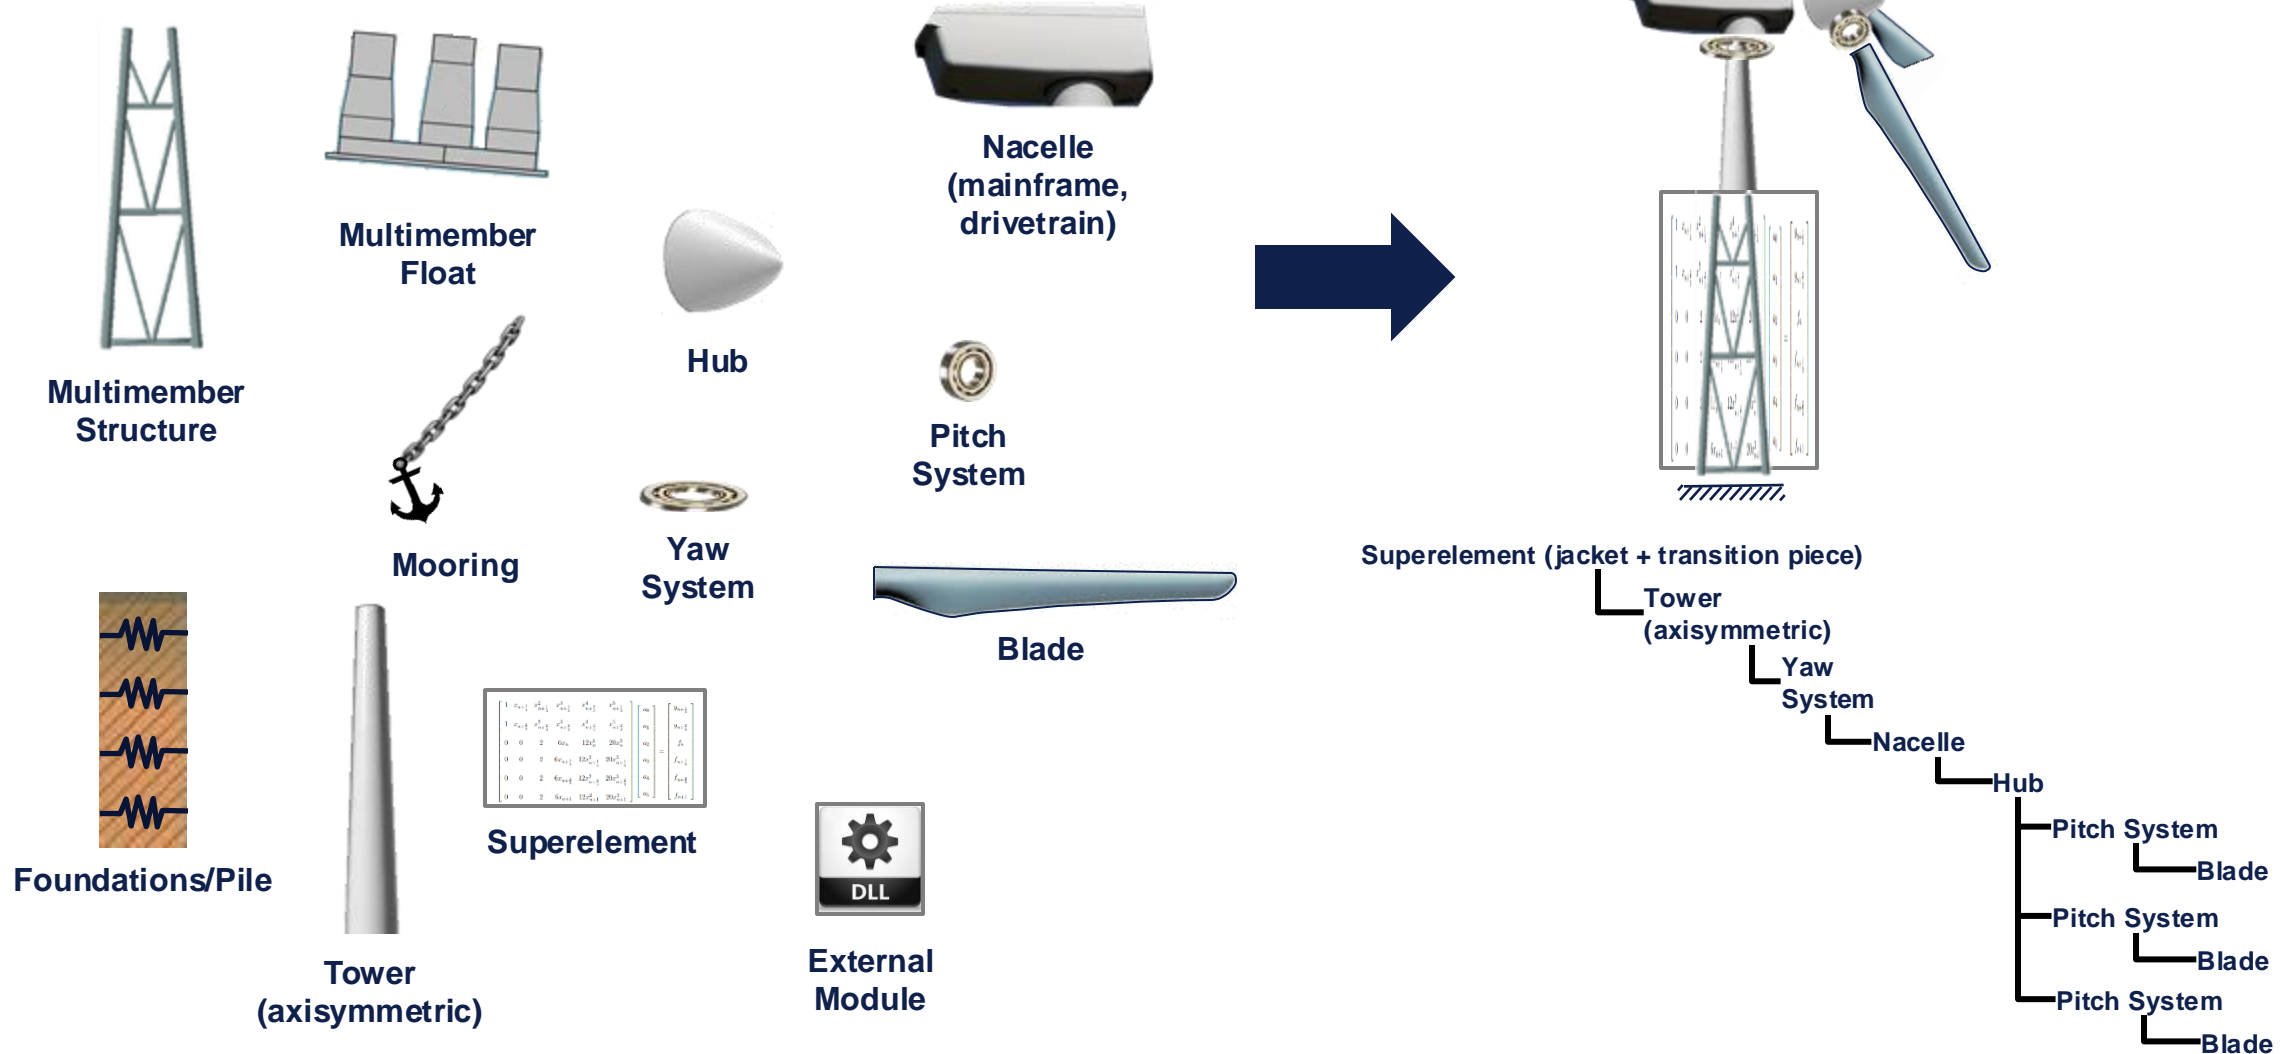 Nacelle
(mainframe,
drivetrain)
Multimember
Float
Hub
Multimember
Structure
Pitch
System
Mooring
Yaw
System
Blade
Superelement
Foundations/Pile
DLL
External
Module
Tower
(axisymmetric)
Superelement (jacket + transition piece)
Tower
(axisymmetric)
Yaw
System
Nacelle
Hub
Pitch System
Blade
Pitch System
Blade
Pitch System
Blade